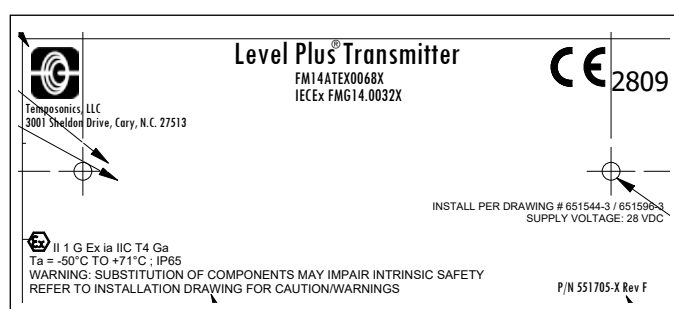 Level Plus® Transmitter
FM14ATEX0068X
IECEx FMG14.0032X
CE 2809
Temposonics, LLC
3001 Sheldon Drive, Cary, N.C. 27513
INSTALL PER DRAWING # 651544-3 / 651596-3
SUPPLY VOLTAGE: 28 VDC
Ex II 1 G Ex ia IIC T4 Ga
Ta = -50°C TO +71°C ; IP65
WARNING: SUBSTITUTION OF COMPONENTS MAY IMPAIR INTRINSIC SAFETY
REFER TO INSTALLATION DRAWING FOR CAUTION/WARNINGS
P/N 551705-X Rev F